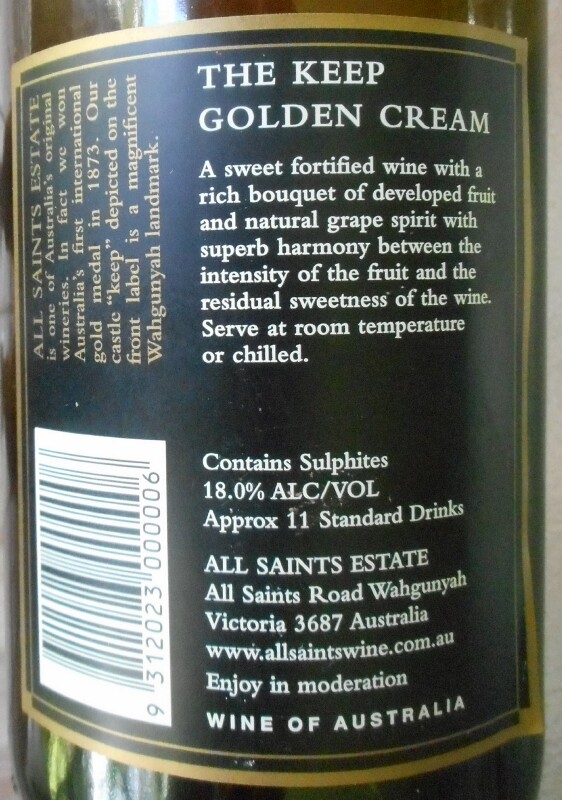 ALL SAINTS ESTATE
is one of Australia's original
wineries. In fact we won
Australia's first international
gold medal in 1873. Our
castle "keep" depicted on the
front label is a magnificent
Wahgunyah landmark.
THE KEEP
GOLDEN CREAM
A sweet fortified wine with a
rich bouquet of developed fruit
and natural grape spirit with
superb harmony between the
intensity of the fruit and the
residual sweetness of the wine.
Serve at room temperature
or chilled.
Contains Sulphites
18.0% ALC/VOL
Approx 11 Standard Drinks
ALL SAINTS ESTATE
All Saints Road Wahgunyah
Victoria 3687 Australia
www.allsaintswine.com.au
Enjoy in moderation
WINE OF AUSTRALIA
9 312023 000006